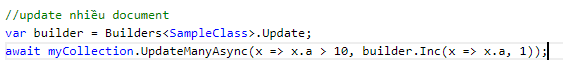 //update nhiều document
var builder = Builders<SampleClass>.Update;
await myCollection.UpdateManyAsync(x => x.a > 10, builder.Inc(x => x.a, 1));